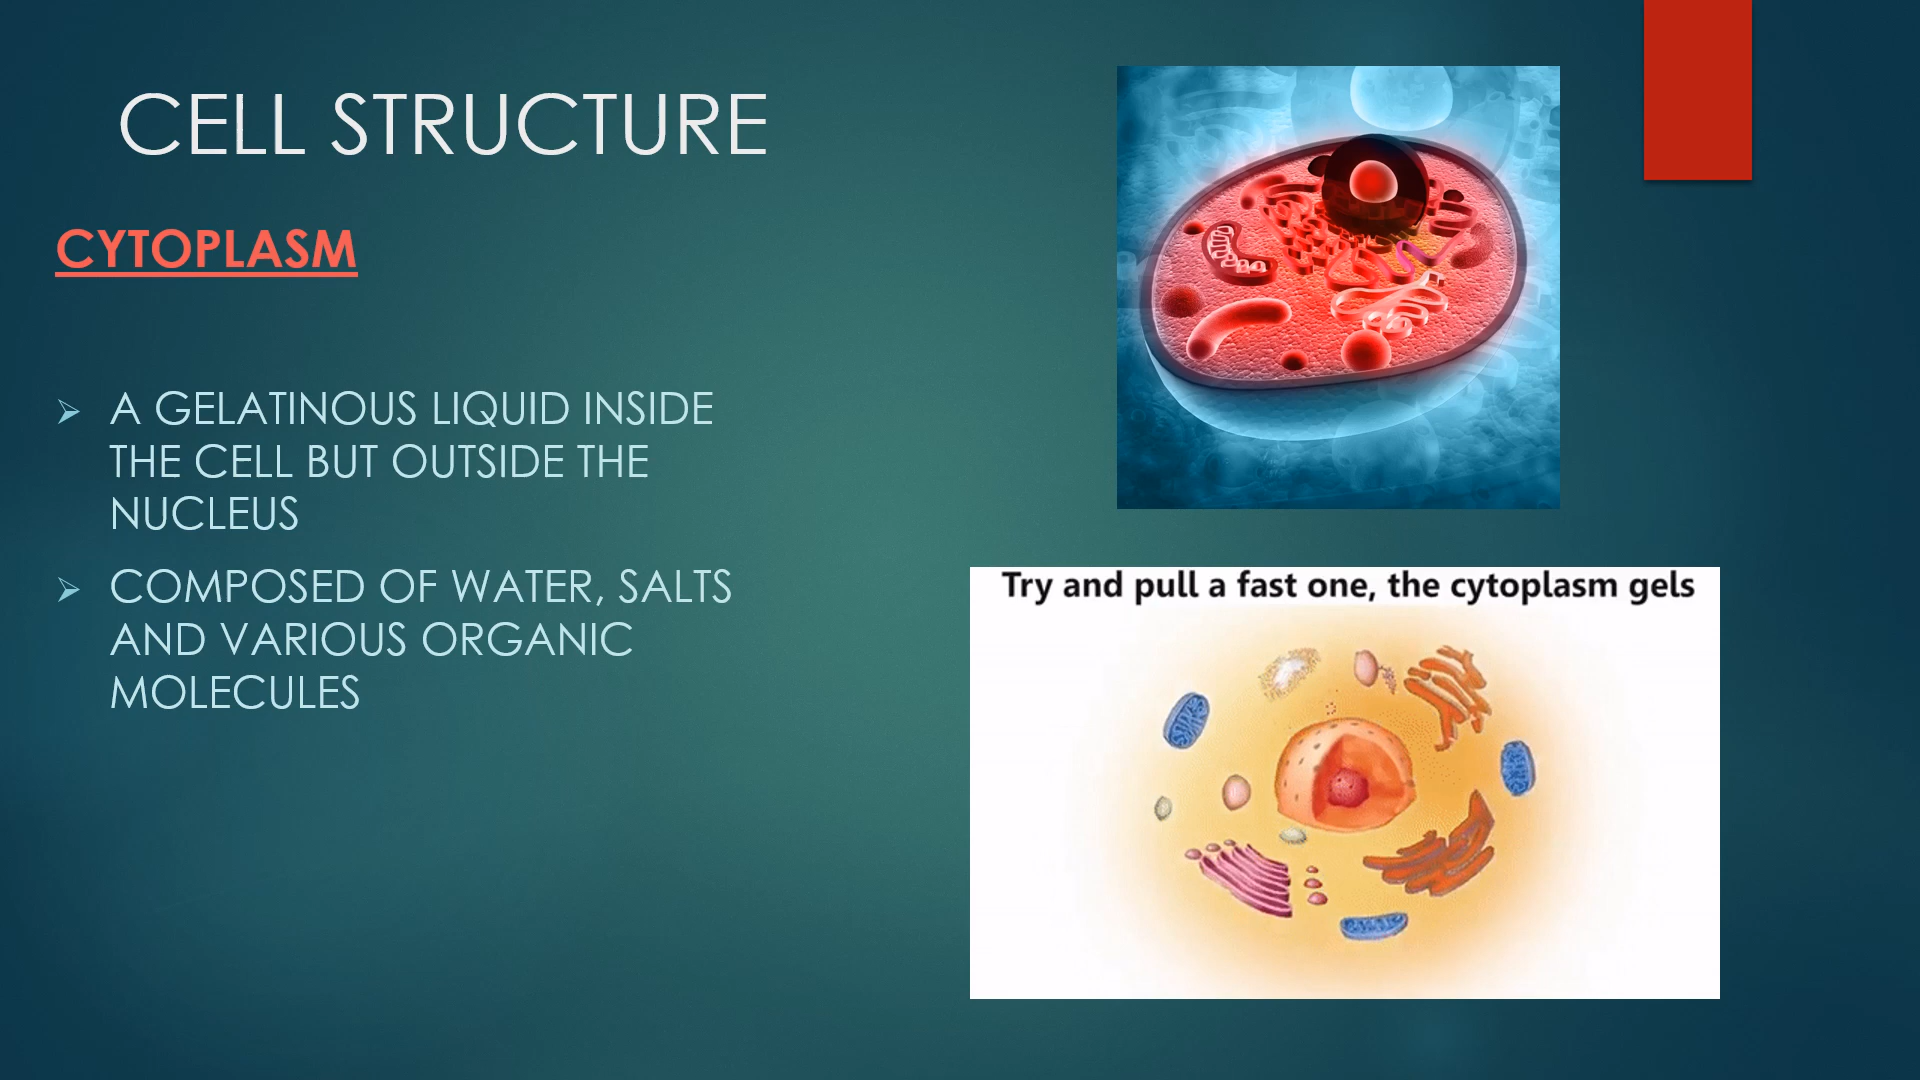 CELL STRUCTURE
CYTOPLASM
A GELATINOUS LIQUID INSIDE
THE CELL BUT OUTSIDE THE
NUCLEUS
COMPOSED OF WATER, SALTS
AND VARIOUS ORGANIC
MOLECULES
Try and pull a fast one, the cytoplasm gels